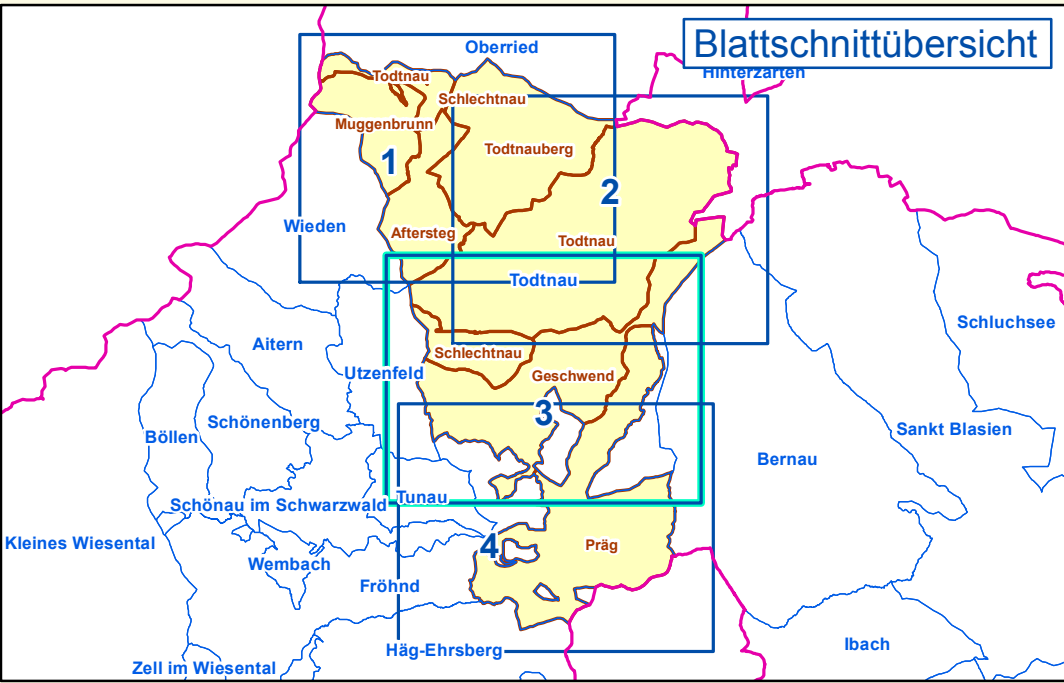 Blattschnittübersicht
Oberried
Hinterzarten
Todtnau
Schlechtnau
Muggenbrunn
Todtnauberg
1
2
Wieden
Aftersteg
Todtnau
Todtnau
Schluchsee
Aitern
Schlechtnau
Utzenfeld
Geschwend
3
Schönenberg
Böllen
Sankt Blasien
Bernau
Tunau
Schönau im Schwarzwald
Kleines Wiesental
4
Präg
Wembach
Fröhnd
Ibach
Häg-Ehrsberg
Zell im Wiesental